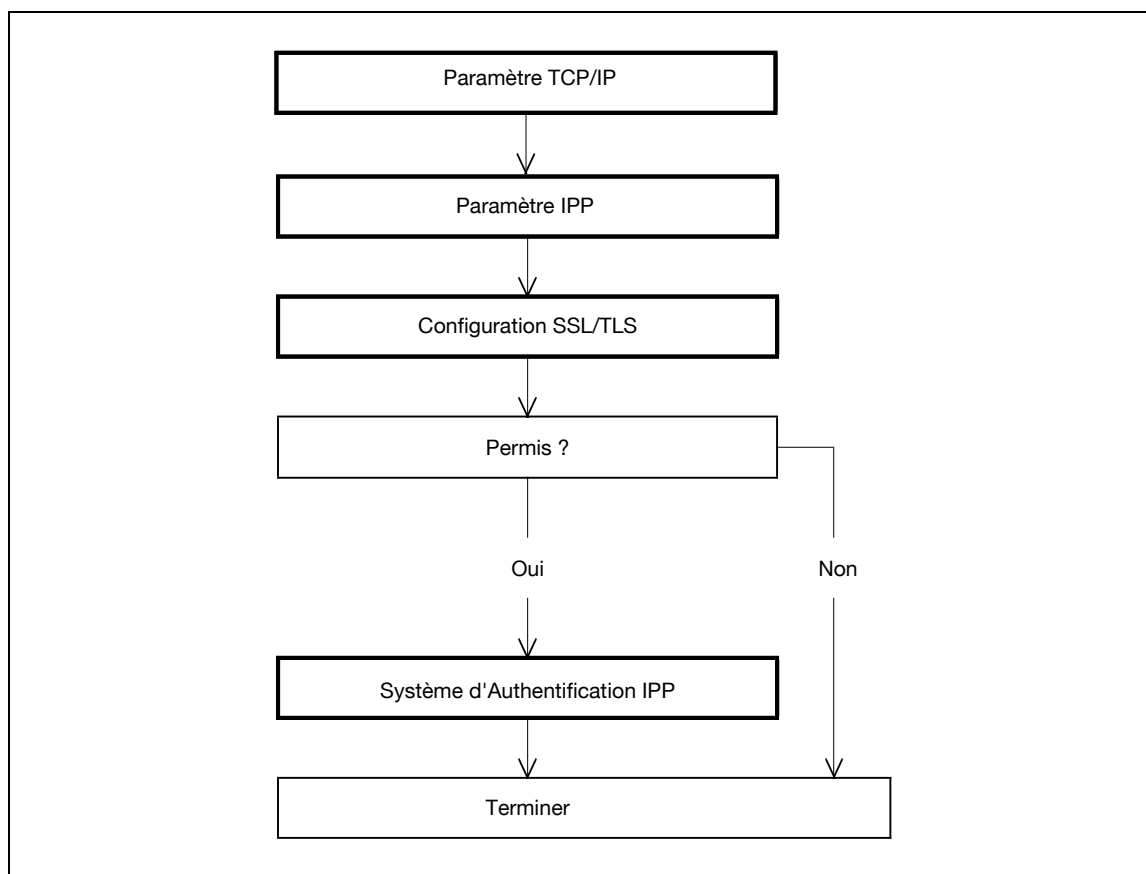 Paramètre TCP/IP
Paramètre IPP
Configuration SSL/TLS
Permis ?
Oui
Non
Système d'Authentification IPP
Terminer